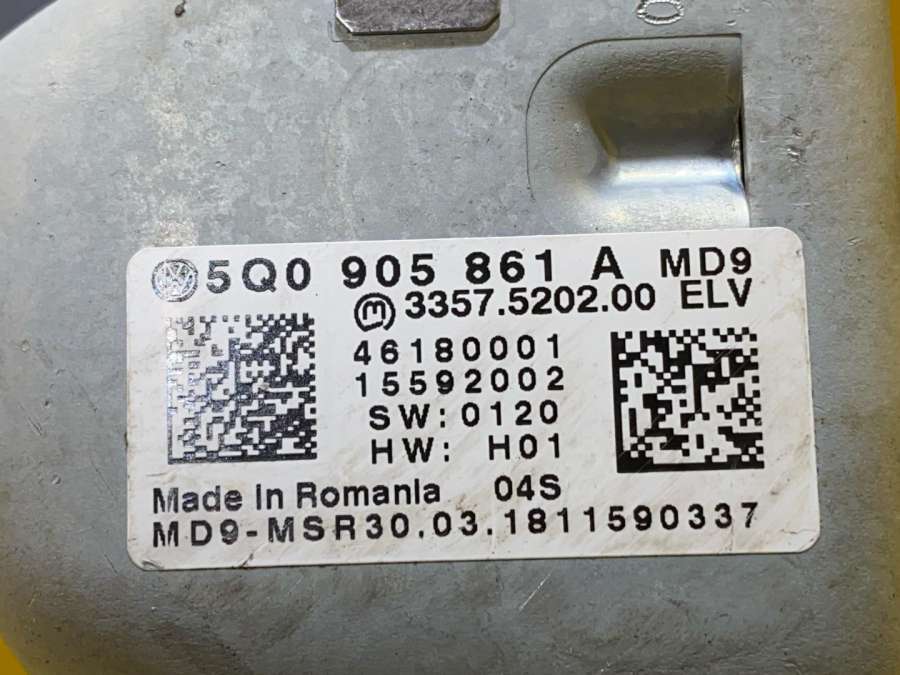 5Q0 905 861 A MD9
m 3357.5202.00 ELV
46180001
15592002
SW: 0120
HW: H01
Made in Romania 04S
MD9-MSR30.03.1811590337